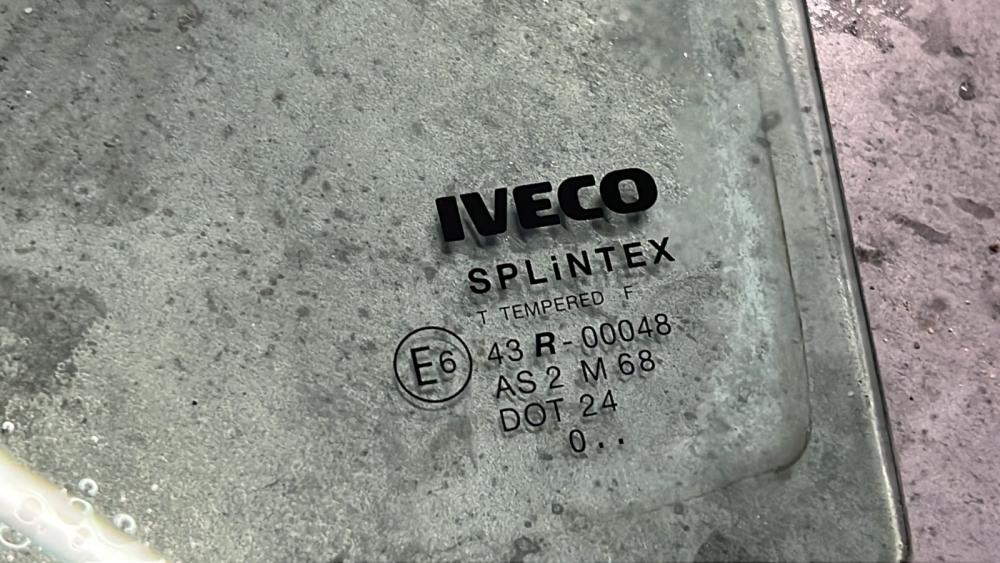 IVECO
SPLiNTEX
T TEMPERED F
E6 43 R-00048
AS 2 M 68
DOT 24
0..